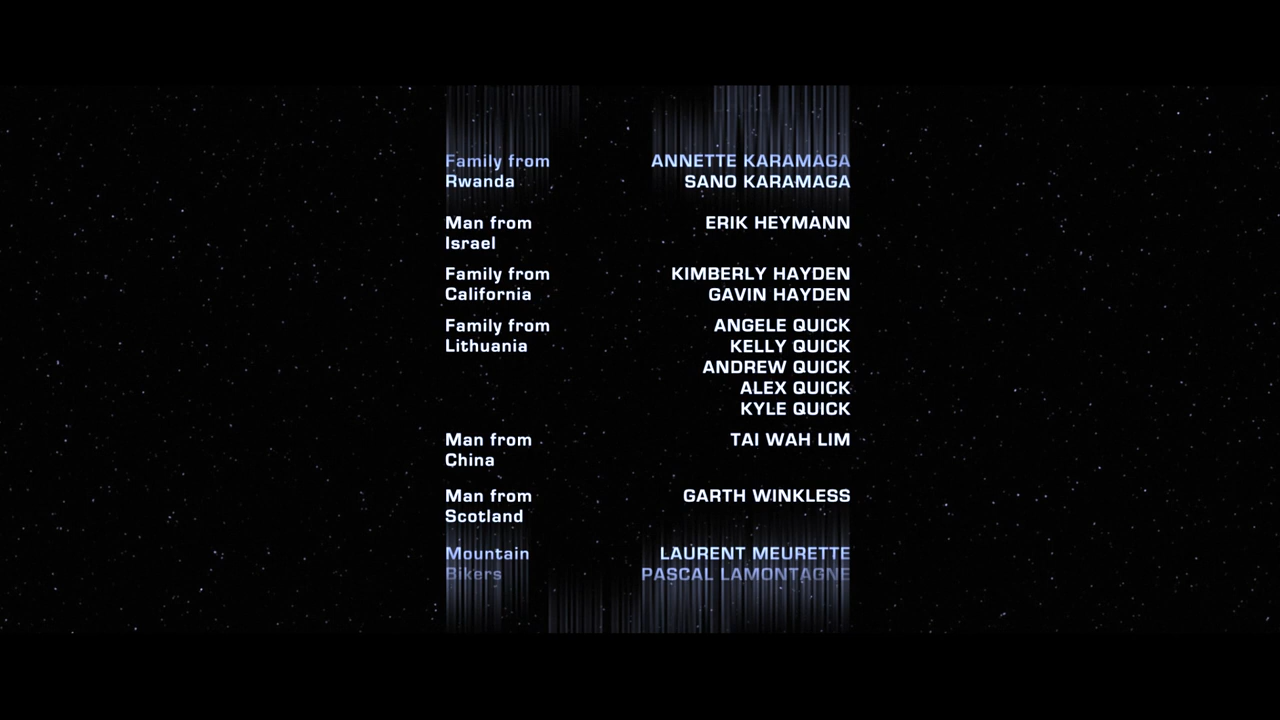 Family from ANNETTE KARAMAGA
Rwanda SANO KARAMAGA
Man from ERIK HEYMANN
Israel
Family from KIMBERLY HAYDEN
California GAVIN HAYDEN
Family from ANGELE QUICK
Lithuania KELLY QUICK
ANDREW QUICK
ALEX QUICK
KYLE QUICK
Man from TAI WAH LIM
China
Man from GARTH WINKLESS
Scotland
Mountain LAURENT MEURETTE
Bikers PASCAL LAMONTAGNE